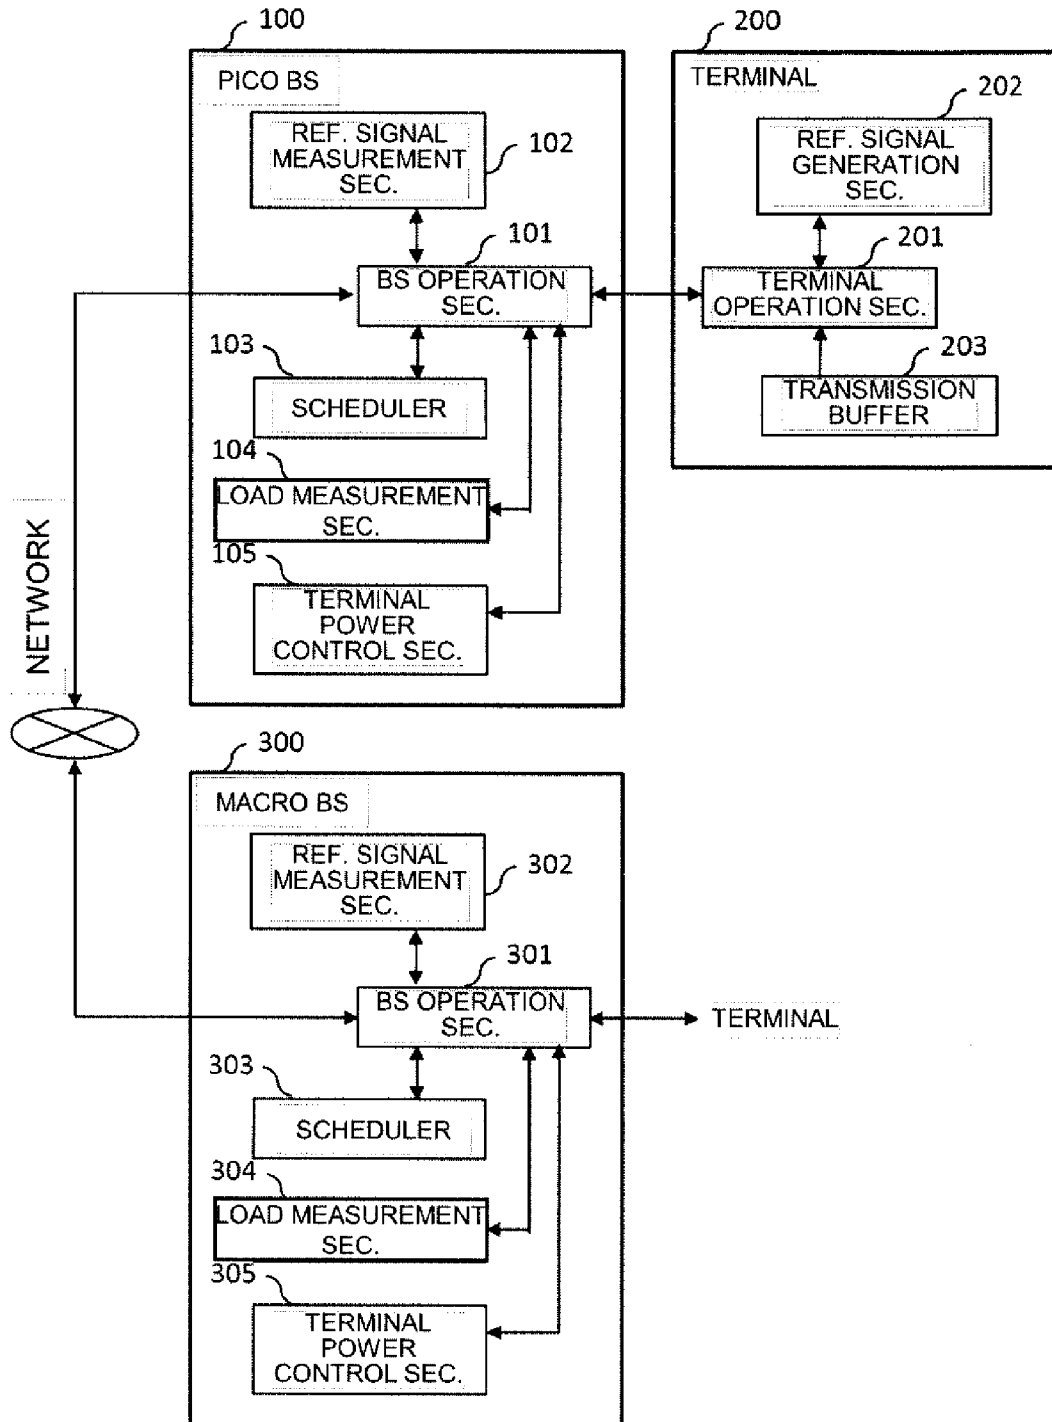 100
PICO BS
REF. SIGNAL
MEASUREMENT
SEC.
102
101
BS OPERATION
SEC.
103
SCHEDULER
104
LOAD MEASUREMENT
SEC.
105
TERMINAL
POWER
CONTROL SEC.
200
TERMINAL
202
REF. SIGNAL
GENERATION
SEC.
201
TERMINAL
OPERATION SEC.
203
TRANSMISSION
BUFFER
NETWORK
300
MACRO BS
REF. SIGNAL
MEASUREMENT
SEC.
302
301
BS OPERATION
SEC.
TERMINAL
303
SCHEDULER
304
LOAD MEASUREMENT
SEC.
305
TERMINAL
POWER
CONTROL SEC.